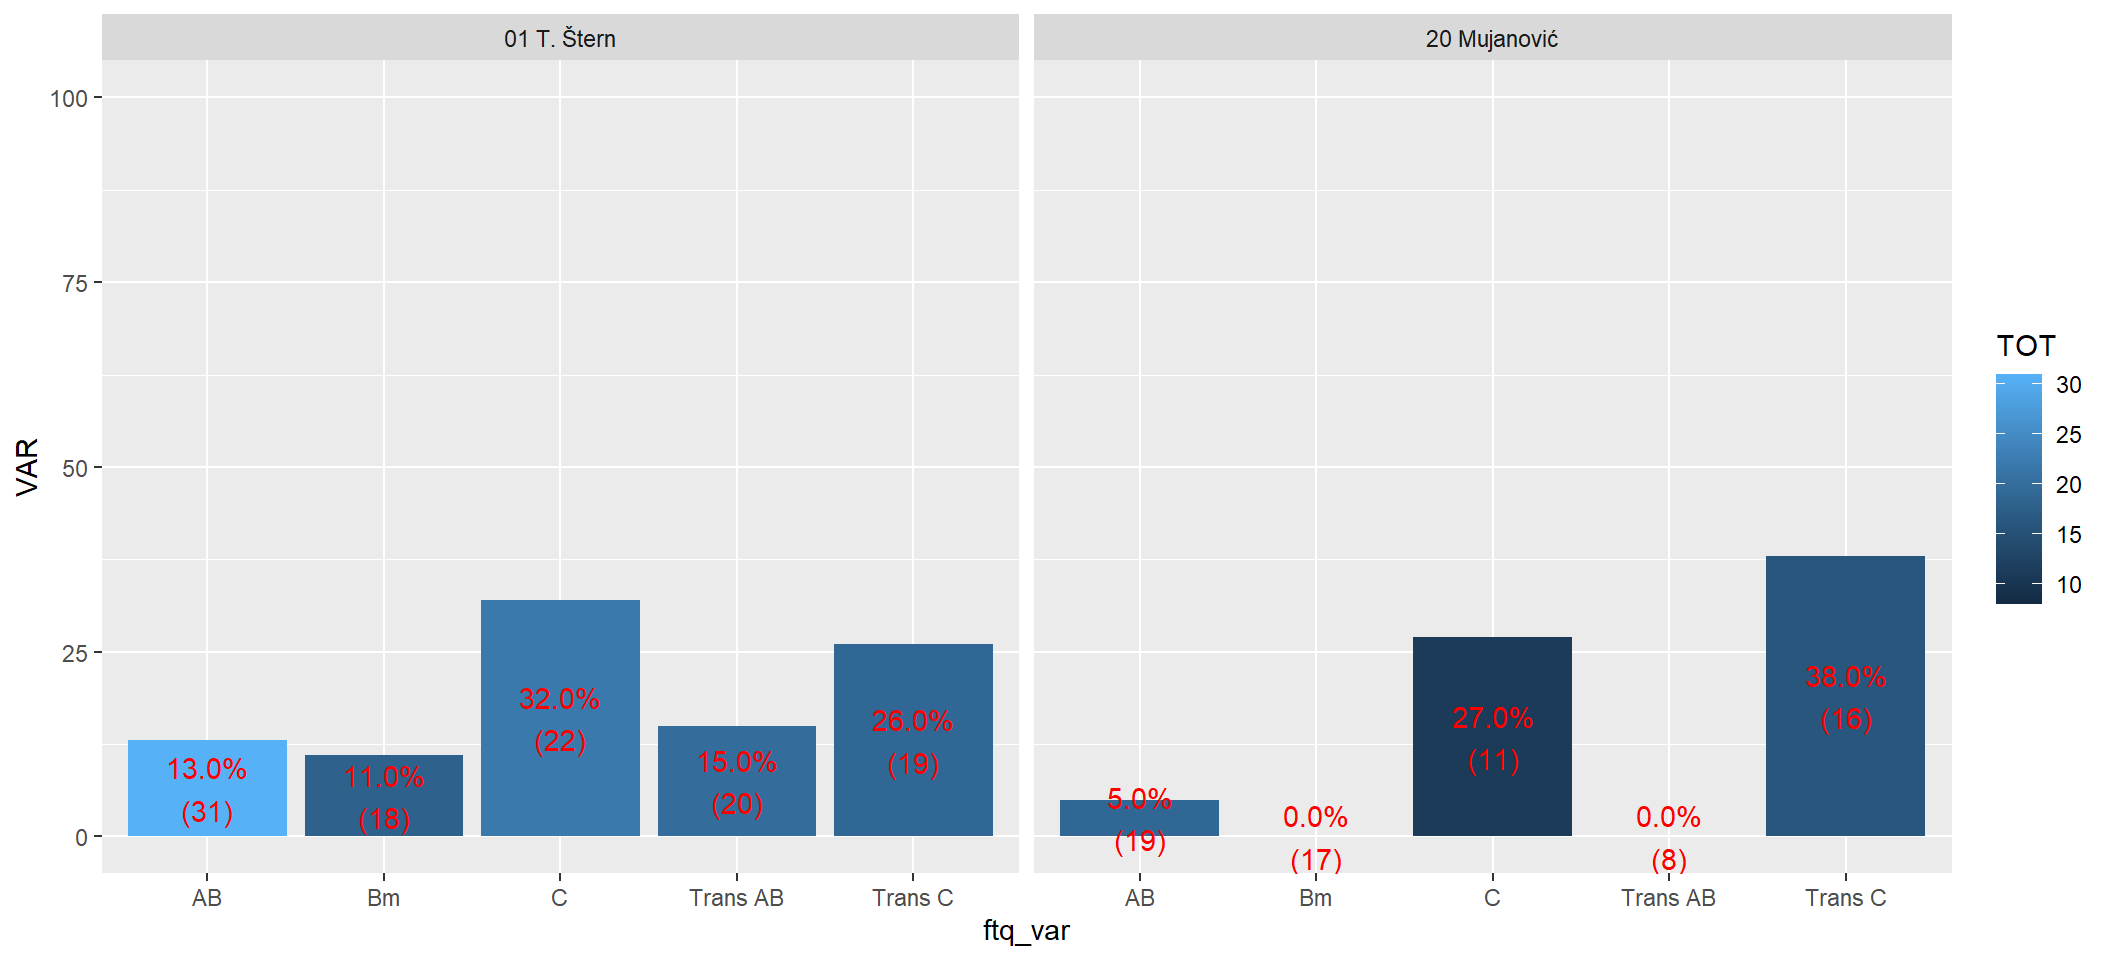 01 T. Štern
20 Mujanović
100
75
50
25
0
VAR
13.0%
(31)
11.0%
(18)
32.0%
(22)
15.0%
(20)
26.0%
(19)
5.0%
(19)
0.0%
(17)
27.0%
(11)
0.0%
(8)
38.0%
(16)
AB
Bm
C
Trans AB
Trans C
AB
Bm
C
Trans AB
Trans C
ftq_var
TOT
30
25
20
15
10